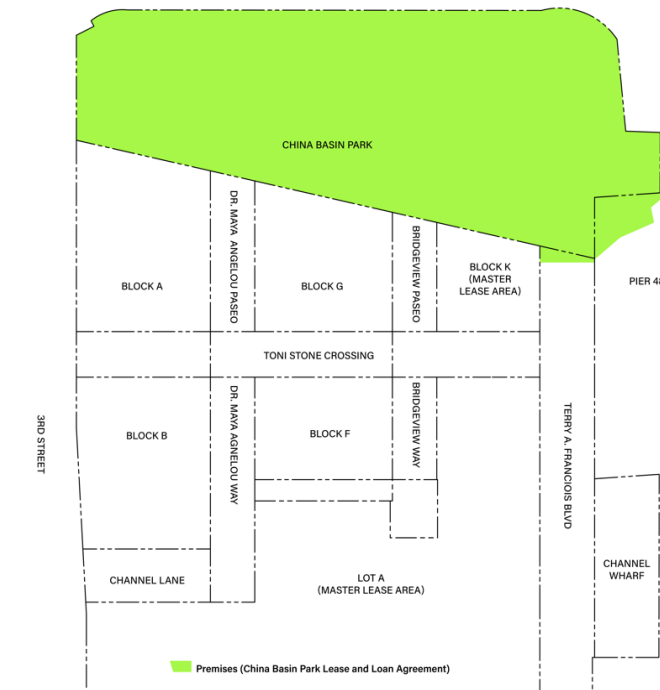 CHINA BASIN PARK
DR. MAYA ANGELOU PASEO
BRIDGEVIEW PASEO
BLOCK A
BLOCK G
BLOCK K
(MASTER
LEASE AREA)
PIER 48
TONI STONE CROSSING
3RD STREET
BLOCK B
DR. MAYA AGNELOU WAY
BLOCK F
BRIDGEVIEW WAY
TERRY A. FRANCIOIS BLVD
CHANNEL LANE
LOT A
(MASTER LEASE AREA)
CHANNEL
WHARF
Premises (China Basin Park Lease and Loan Agreement)